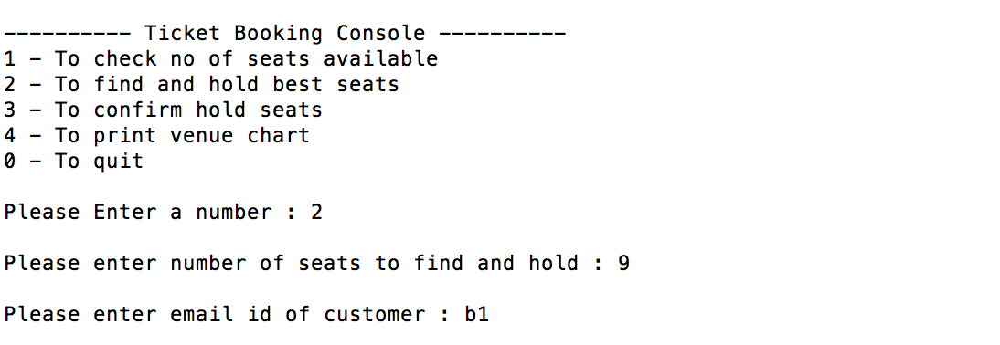 ---------- Ticket Booking Console ----------
1 - To check no of seats available
2 - To find and hold best seats
3 - To confirm hold seats
4 - To print venue chart
0 - To quit
Please Enter a number : 2
Please enter number of seats to find and hold : 9
Please enter email id of customer : b1